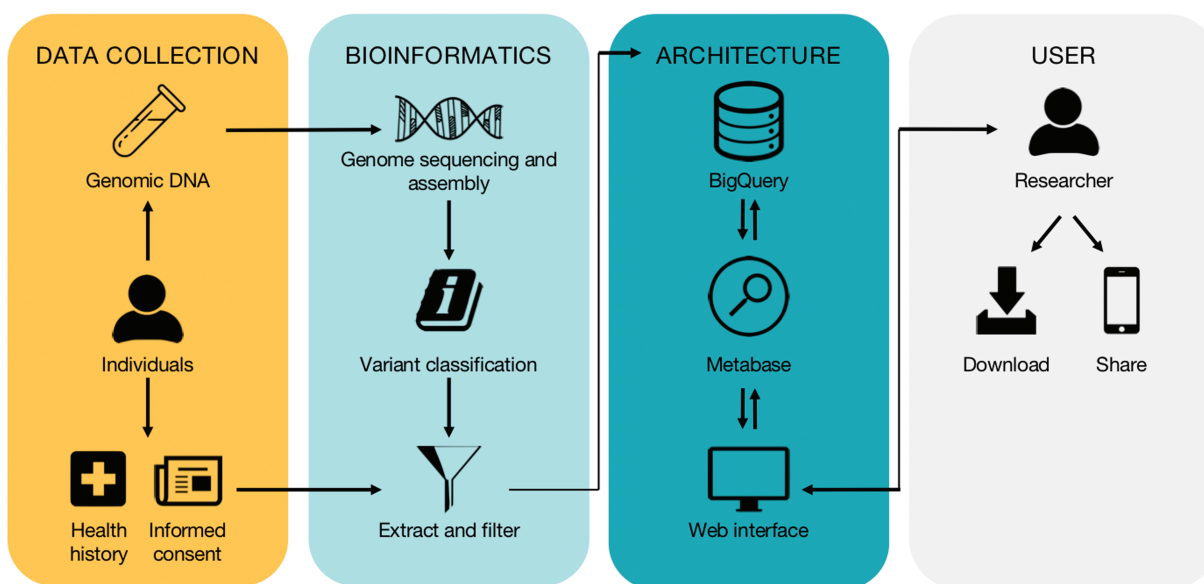 DATA COLLECTION
Genomic DNA
Individuals
Health
history
Informed
consent
BIOINFORMATICS
Genome sequencing and
assembly
Variant classification
Extract and filter
ARCHITECTURE
BigQuery
Metabase
Web interface
USER
Researcher
Download
Share